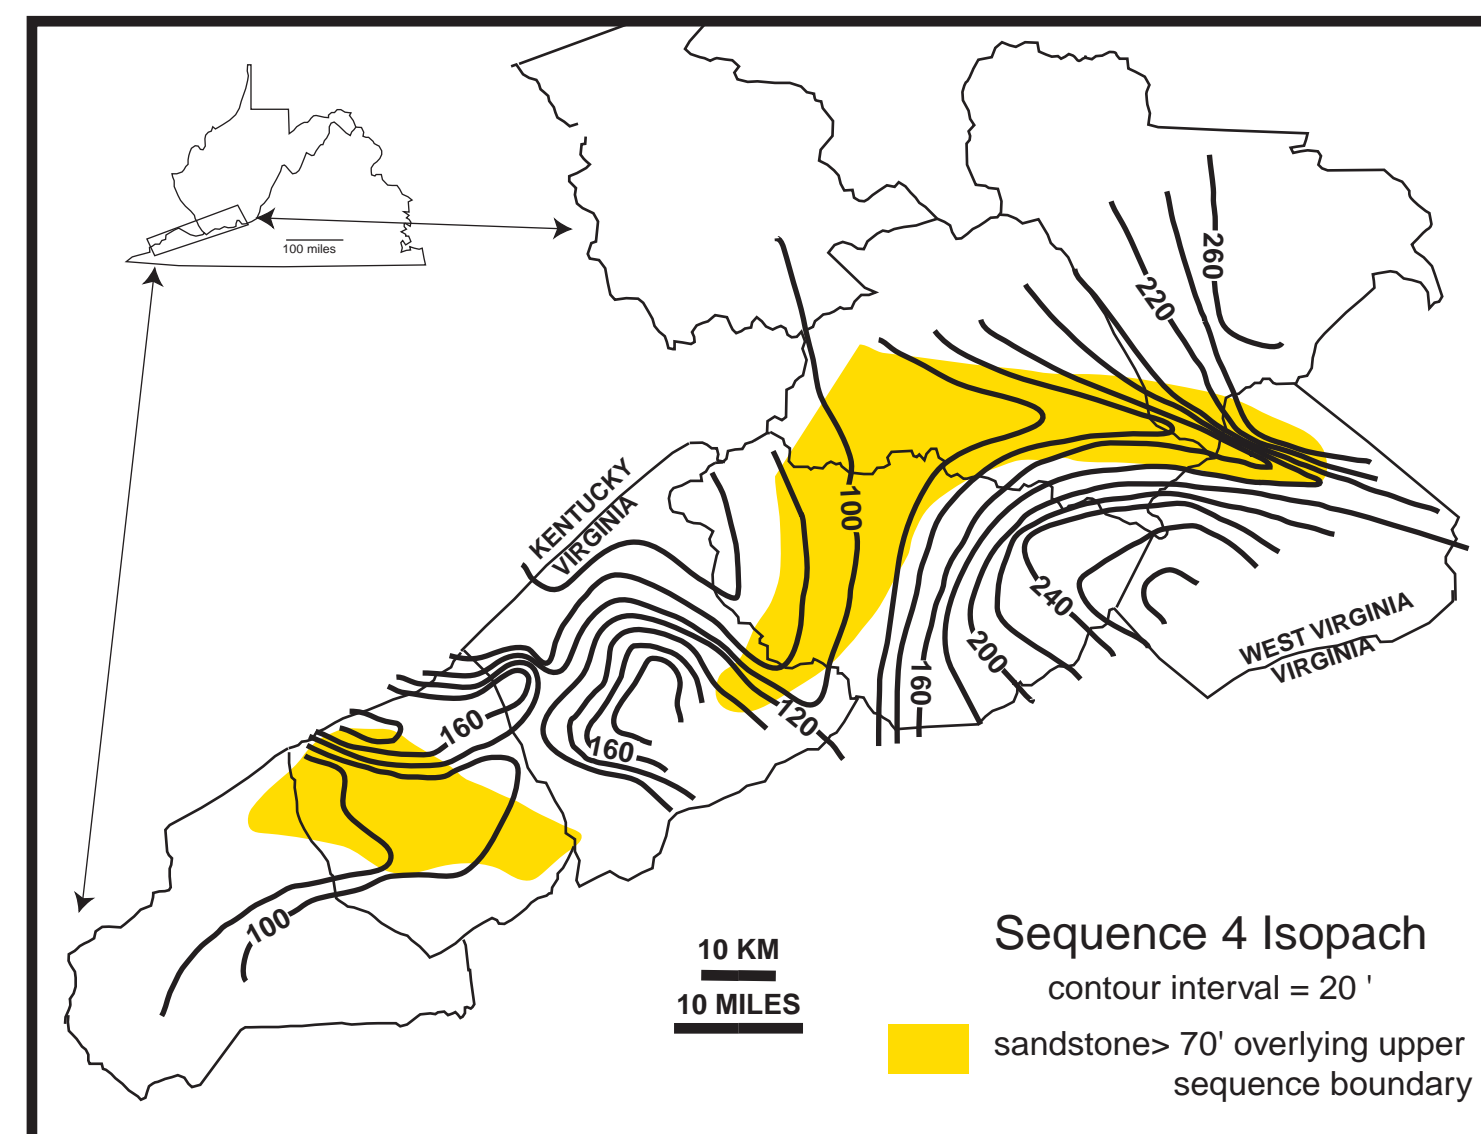 100 miles
260
220
KENTUCKY
VIRGINIA
100
240
200
WEST VIRGINIA
VIRGINIA
160
120
160
160
100
10 KM
10 MILES
Sequence 4 Isopach
contour interval = 20 '
sandstone> 70' overlying upper
sequence boundary